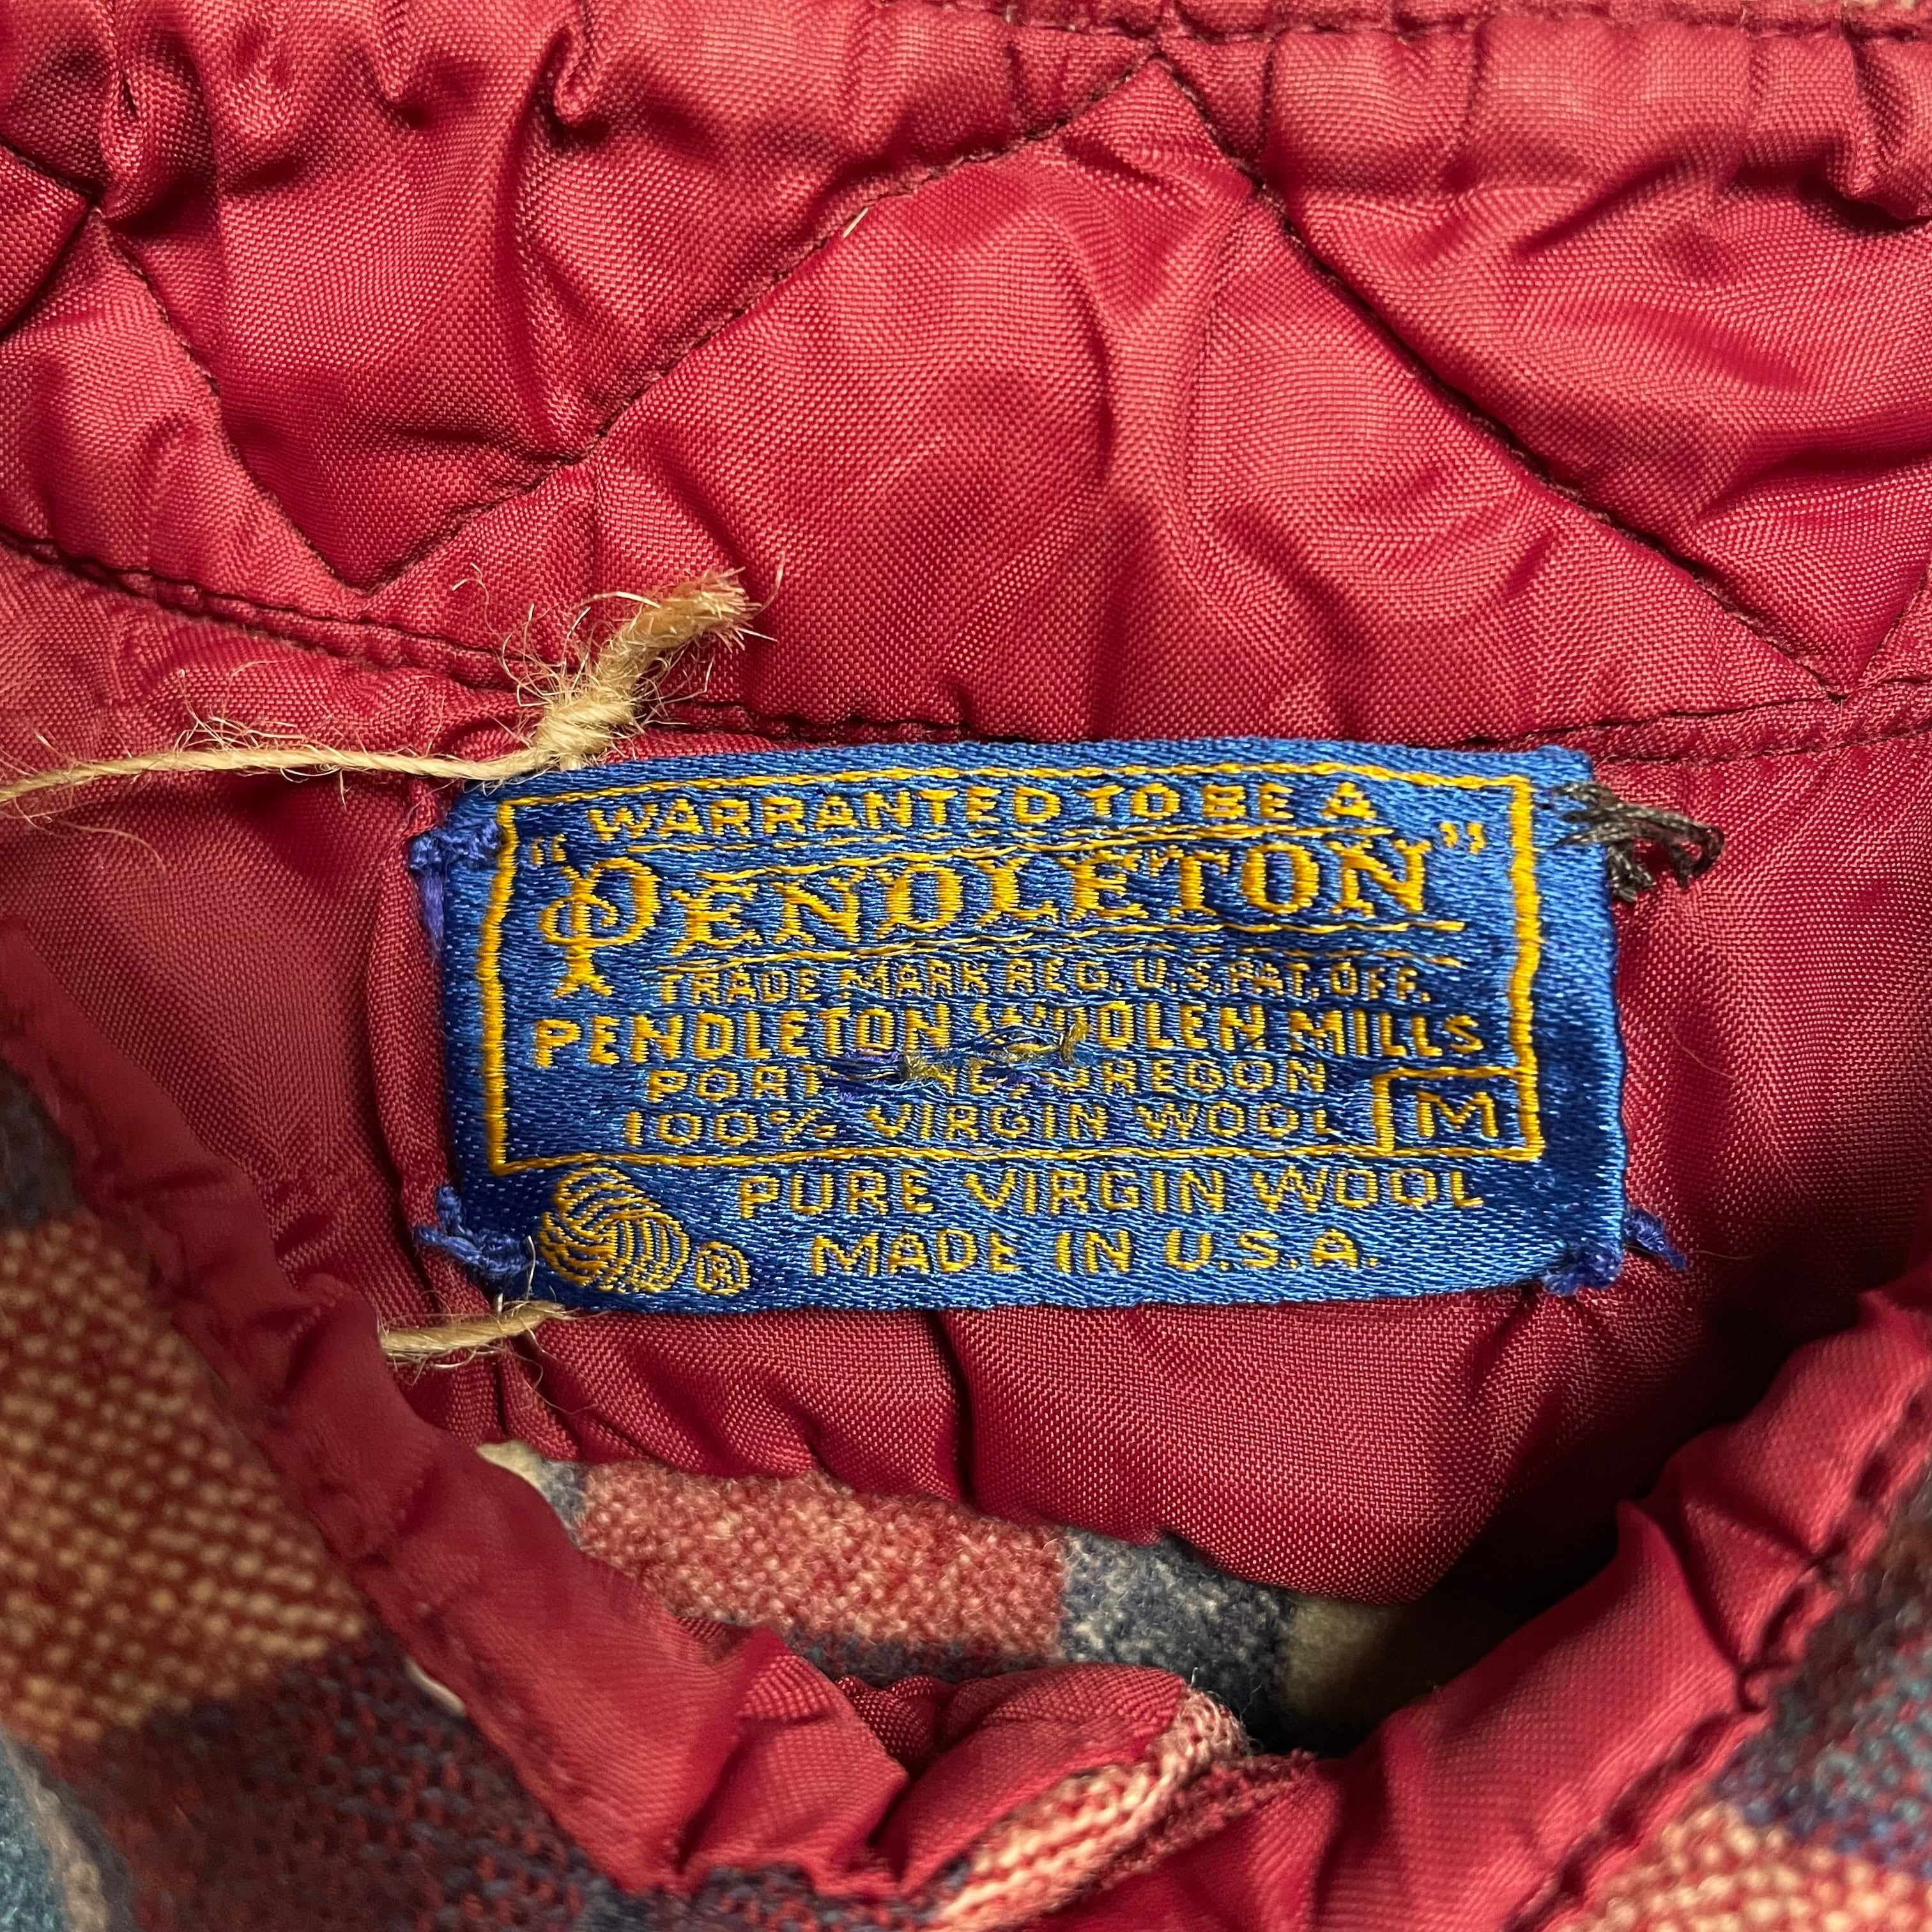 WARRANTED TO BE A
"PENDLETON"
TRADE MARK REG. U.S. PAT. OFF.
PENDLETON WOOLEN MILLS
PORTLAND, OREGON
100% VIRGIN WOOL M
PURE VIRGIN WOOL
® MADE IN U.S.A.